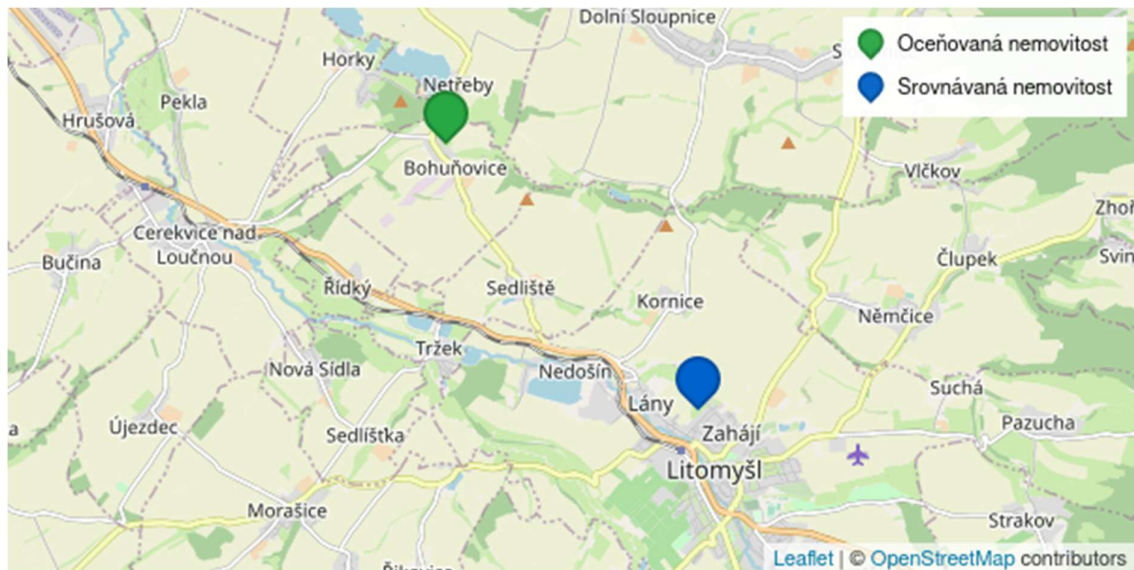 Dolní Sloupnice
Oceňovaná nemovitost
Srovnávaná nemovitost
Horky
Netřeby
Pekla
Hrušová
Bohuňovice
Vlčkov
Cerekvice nad
Loučnou
Bučina
Řídký
Sedliště
Kornice
Člupek
Němčice
Tržek
Nová Sídla
Nedošín
Suchá
Lány
Újezdec
Sedlíšťka
Zahájí
Pazucha
Litomyšl
Morašice
Strakov
Leaflet | © OpenStreetMap contributors